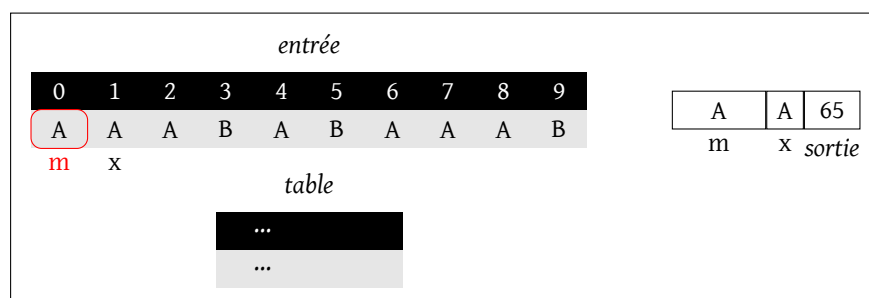 entrée
0 1 2 3 4 5 6 7 8 9
A A A B A B A A A B
m x
A A 65
m x sortie
table
...
...